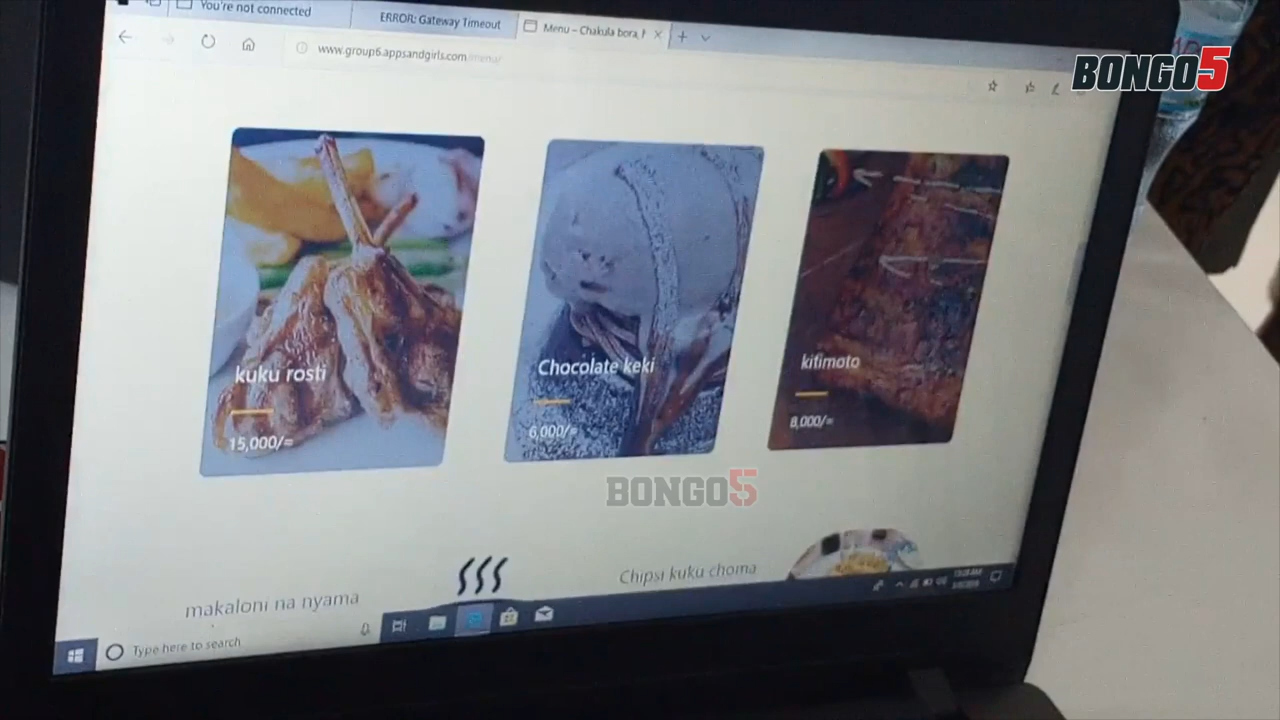 You're not connected
ERROR: Gateway Timeout
Menu – Chakula bora,
www.group6.appsandgirls.com/menu/
BONGO5
kuku rosti
15,000/=
Chocolate keki
6,000/=
kitimoto
8,000/=
BONGO5
makaloni na nyama
Chipsi kuku choma
Type here to search